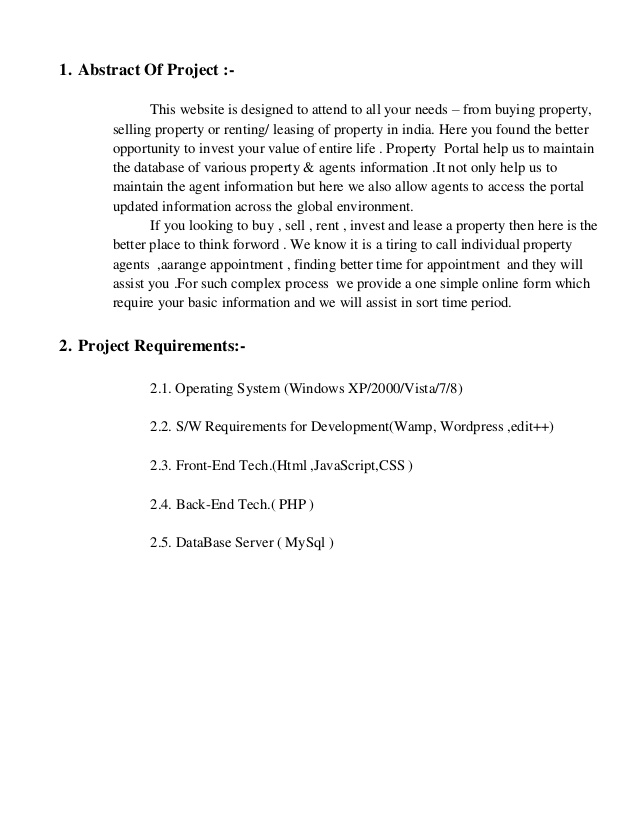 1. Abstract Of Project :-
This website is designed to attend to all your needs – from buying property,
selling property or renting/ leasing of property in india. Here you found the better
opportunity to invest your value of entire life . Property  Portal help us to maintain
the database of various property & agents information .It not only help us to
maintain the agent information but here we also allow agents to access the portal
updated information across the global environment.
If you looking to buy , sell , rent , invest and lease a property then here is the
better place to think forword . We know it is a tiring to call individual property
agents  ,aarange appointment , finding better time for appointment  and they will
assist you .For such complex process  we provide a one simple online form which
require your basic information and we will assist in sort time period.
2. Project Requirements:-
2.1. Operating System (Windows XP/2000/Vista/7/8)
2.2. S/W Requirements for Development(Wamp, Wordpress ,edit++)
2.3. Front-End Tech.(Html ,JavaScript,CSS )
2.4. Back-End Tech.( PHP )
2.5. DataBase Server ( MySql )